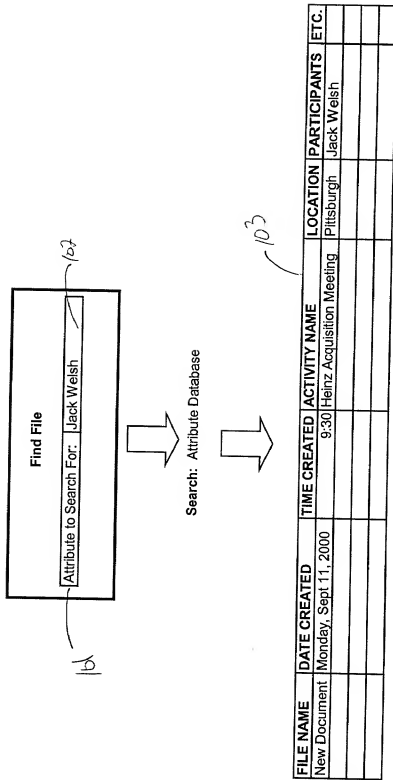 Find File
Attribute to Search For: Jack Welsh
101
102
Search: Attribute Database
103
FILE NAME DATE CREATED TIME CREATED ACTIVITY NAME LOCATION PARTICIPANTS ETC.
New Document Monday, Sept 11, 2000 9:30 Heinz Acquisition Meeting Pittsburgh Jack Welsh